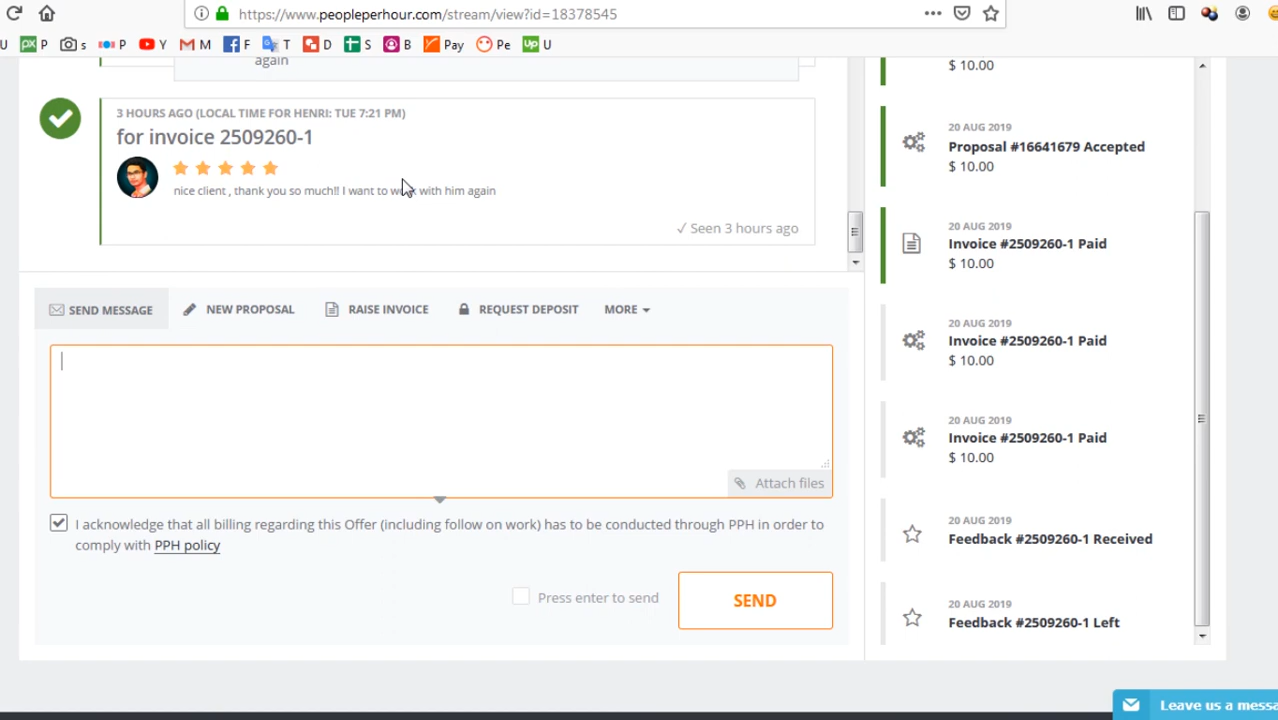 https://www.peopleperhour.com/stream/view?id=18378545
U
P
s
P
Y
M
F
T
D
S
B
Pay
Pe
U
again
3 HOURS AGO (LOCAL TIME FOR HENRI: TUE 7:21 PM)
for invoice 2509260-1
nice client , thank you so much!! I want to work with him again
✓ Seen 3 hours ago
SEND MESSAGE
NEW PROPOSAL
RAISE INVOICE
REQUEST DEPOSIT
MORE
Attach files
I acknowledge that all billing regarding this Offer (including follow on work) has to be conducted through PPH in order to
comply with PPH policy
Press enter to send
SEND
$ 10.00
20 AUG 2019
Proposal #16641679 Accepted
$ 10.00
20 AUG 2019
Invoice #2509260-1 Paid
$ 10.00
20 AUG 2019
Invoice #2509260-1 Paid
$ 10.00
20 AUG 2019
Invoice #2509260-1 Paid
$ 10.00
20 AUG 2019
Feedback #2509260-1 Received
20 AUG 2019
Feedback #2509260-1 Left
Leave us a messa